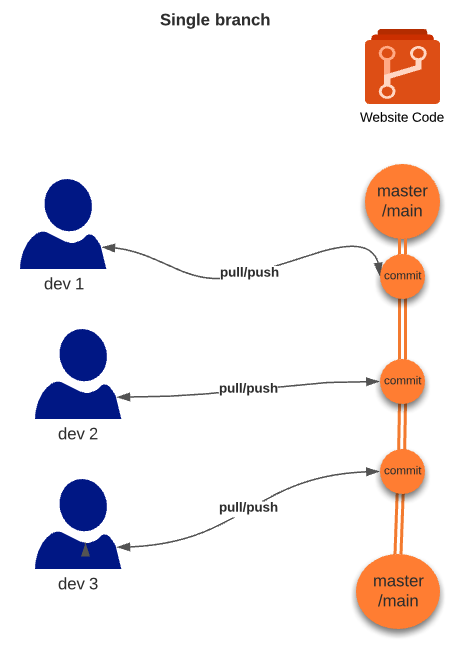 Single branch
Website Code
master
/main
dev 1
pull/push
commit
dev 2
pull/push
commit
dev 3
pull/push
commit
master
/main